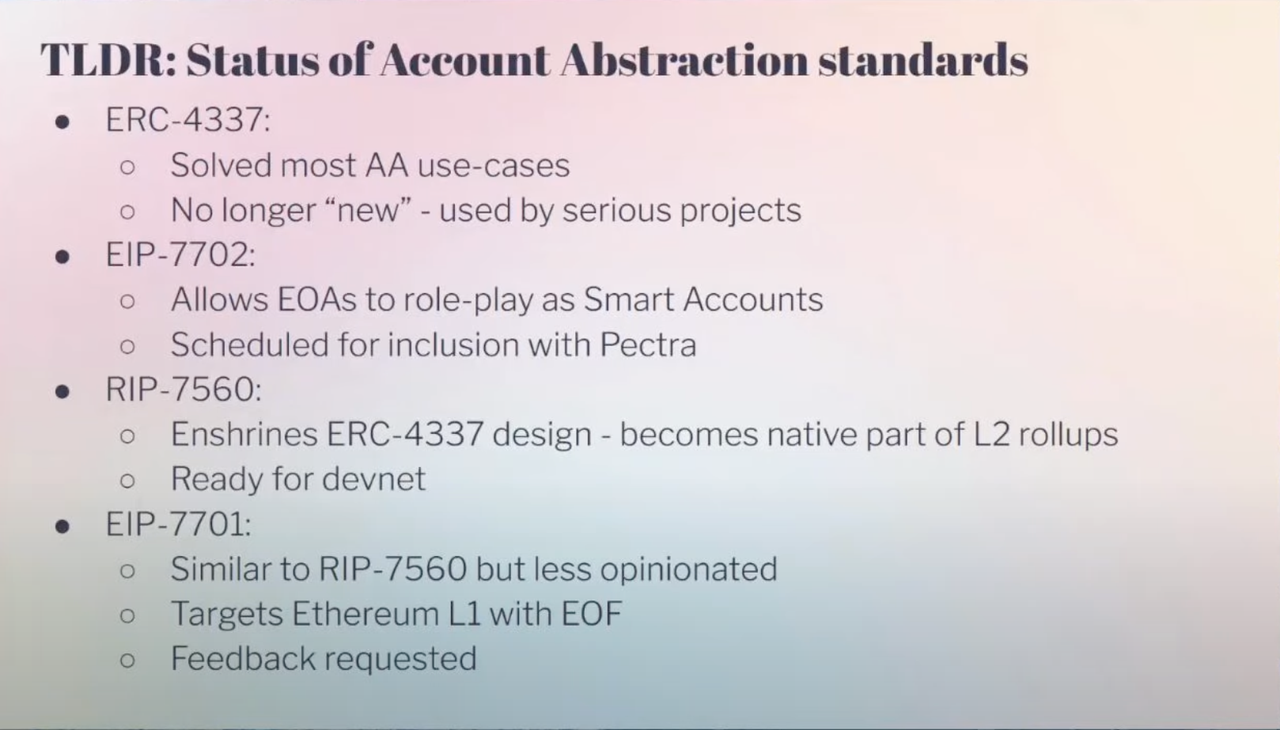 TLDR: Status of Account Abstraction standards
● ERC-4337:
○ Solved most AA use-cases
○ No longer “new” - used by serious projects
● EIP-7702:
○ Allows EOAs to role-play as Smart Accounts
○ Scheduled for inclusion with Pectra
● RIP-7560:
○ Enshrines ERC-4337 design - becomes native part of L2 rollups
○ Ready for devnet
● EIP-7701:
○ Similar to RIP-7560 but less opinionated
○ Targets Ethereum L1 with EOF
○ Feedback requested